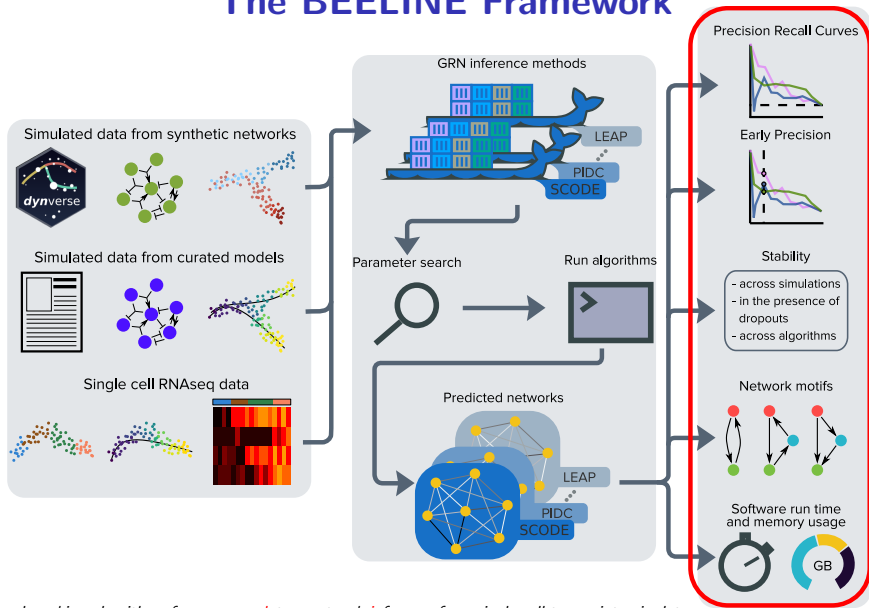 The BEELINE Framework
Simulated data from synthetic networks
dynverse
Simulated data from curated models
Single cell RNAseq data
GRN inference methods
LEAP
PIDC
SCODE
Parameter search
Run algorithms
Predicted networks
LEAP
PIDC
SCODE
Precision Recall Curves
Early Precision
Stability
- across simulations
- in the presence of
dropouts
- across algorithms
Network motifs
Software run time
and memory usage
GB